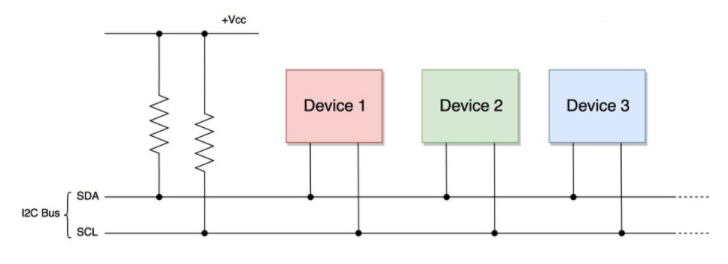 +Vcc
Device 1
Device 2
Device 3
SDA
I2C Bus
SCL